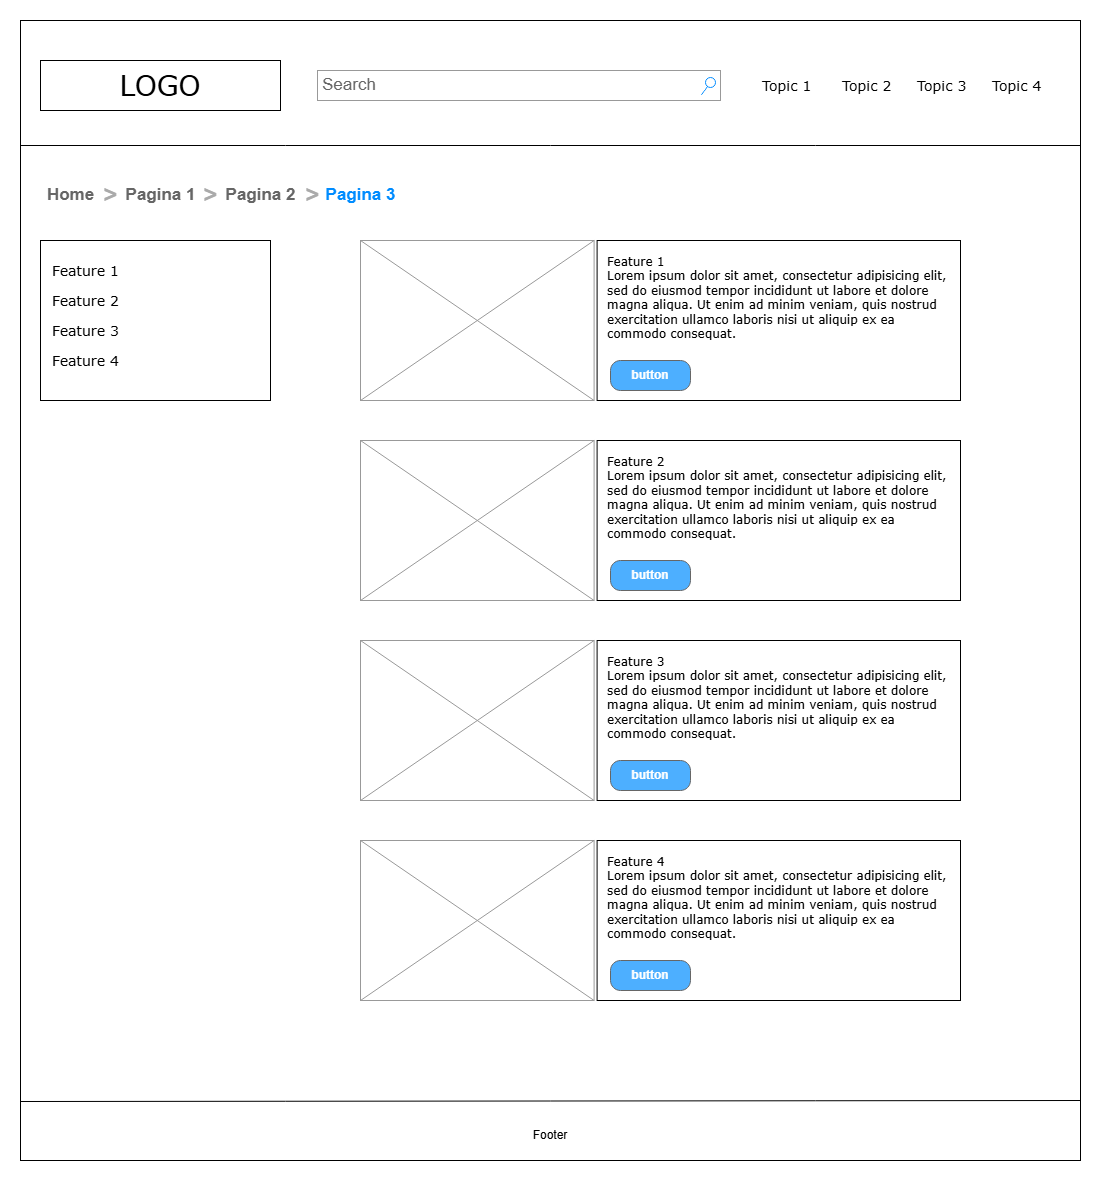 LOGO
Search
Topic 1 Topic 2 Topic 3 Topic 4
Home > Pagina 1 > Pagina 2 > Pagina 3
Feature 1
Feature 2
Feature 3
Feature 4
Feature 1
Lorem ipsum dolor sit amet, consectetur adipisicing elit,
sed do eiusmod tempor incididunt ut labore et dolore
magna aliqua. Ut enim ad minim veniam, quis nostrud
exercitation ullamco laboris nisi ut aliquip ex ea
commodo consequat.
button
Feature 2
Lorem ipsum dolor sit amet, consectetur adipisicing elit,
sed do eiusmod tempor incididunt ut labore et dolore
magna aliqua. Ut enim ad minim veniam, quis nostrud
exercitation ullamco laboris nisi ut aliquip ex ea
commodo consequat.
button
Feature 3
Lorem ipsum dolor sit amet, consectetur adipisicing elit,
sed do eiusmod tempor incididunt ut labore et dolore
magna aliqua. Ut enim ad minim veniam, quis nostrud
exercitation ullamco laboris nisi ut aliquip ex ea
commodo consequat.
button
Feature 4
Lorem ipsum dolor sit amet, consectetur adipisicing elit,
sed do eiusmod tempor incididunt ut labore et dolore
magna aliqua. Ut enim ad minim veniam, quis nostrud
exercitation ullamco laboris nisi ut aliquip ex ea
commodo consequat.
button
Footer